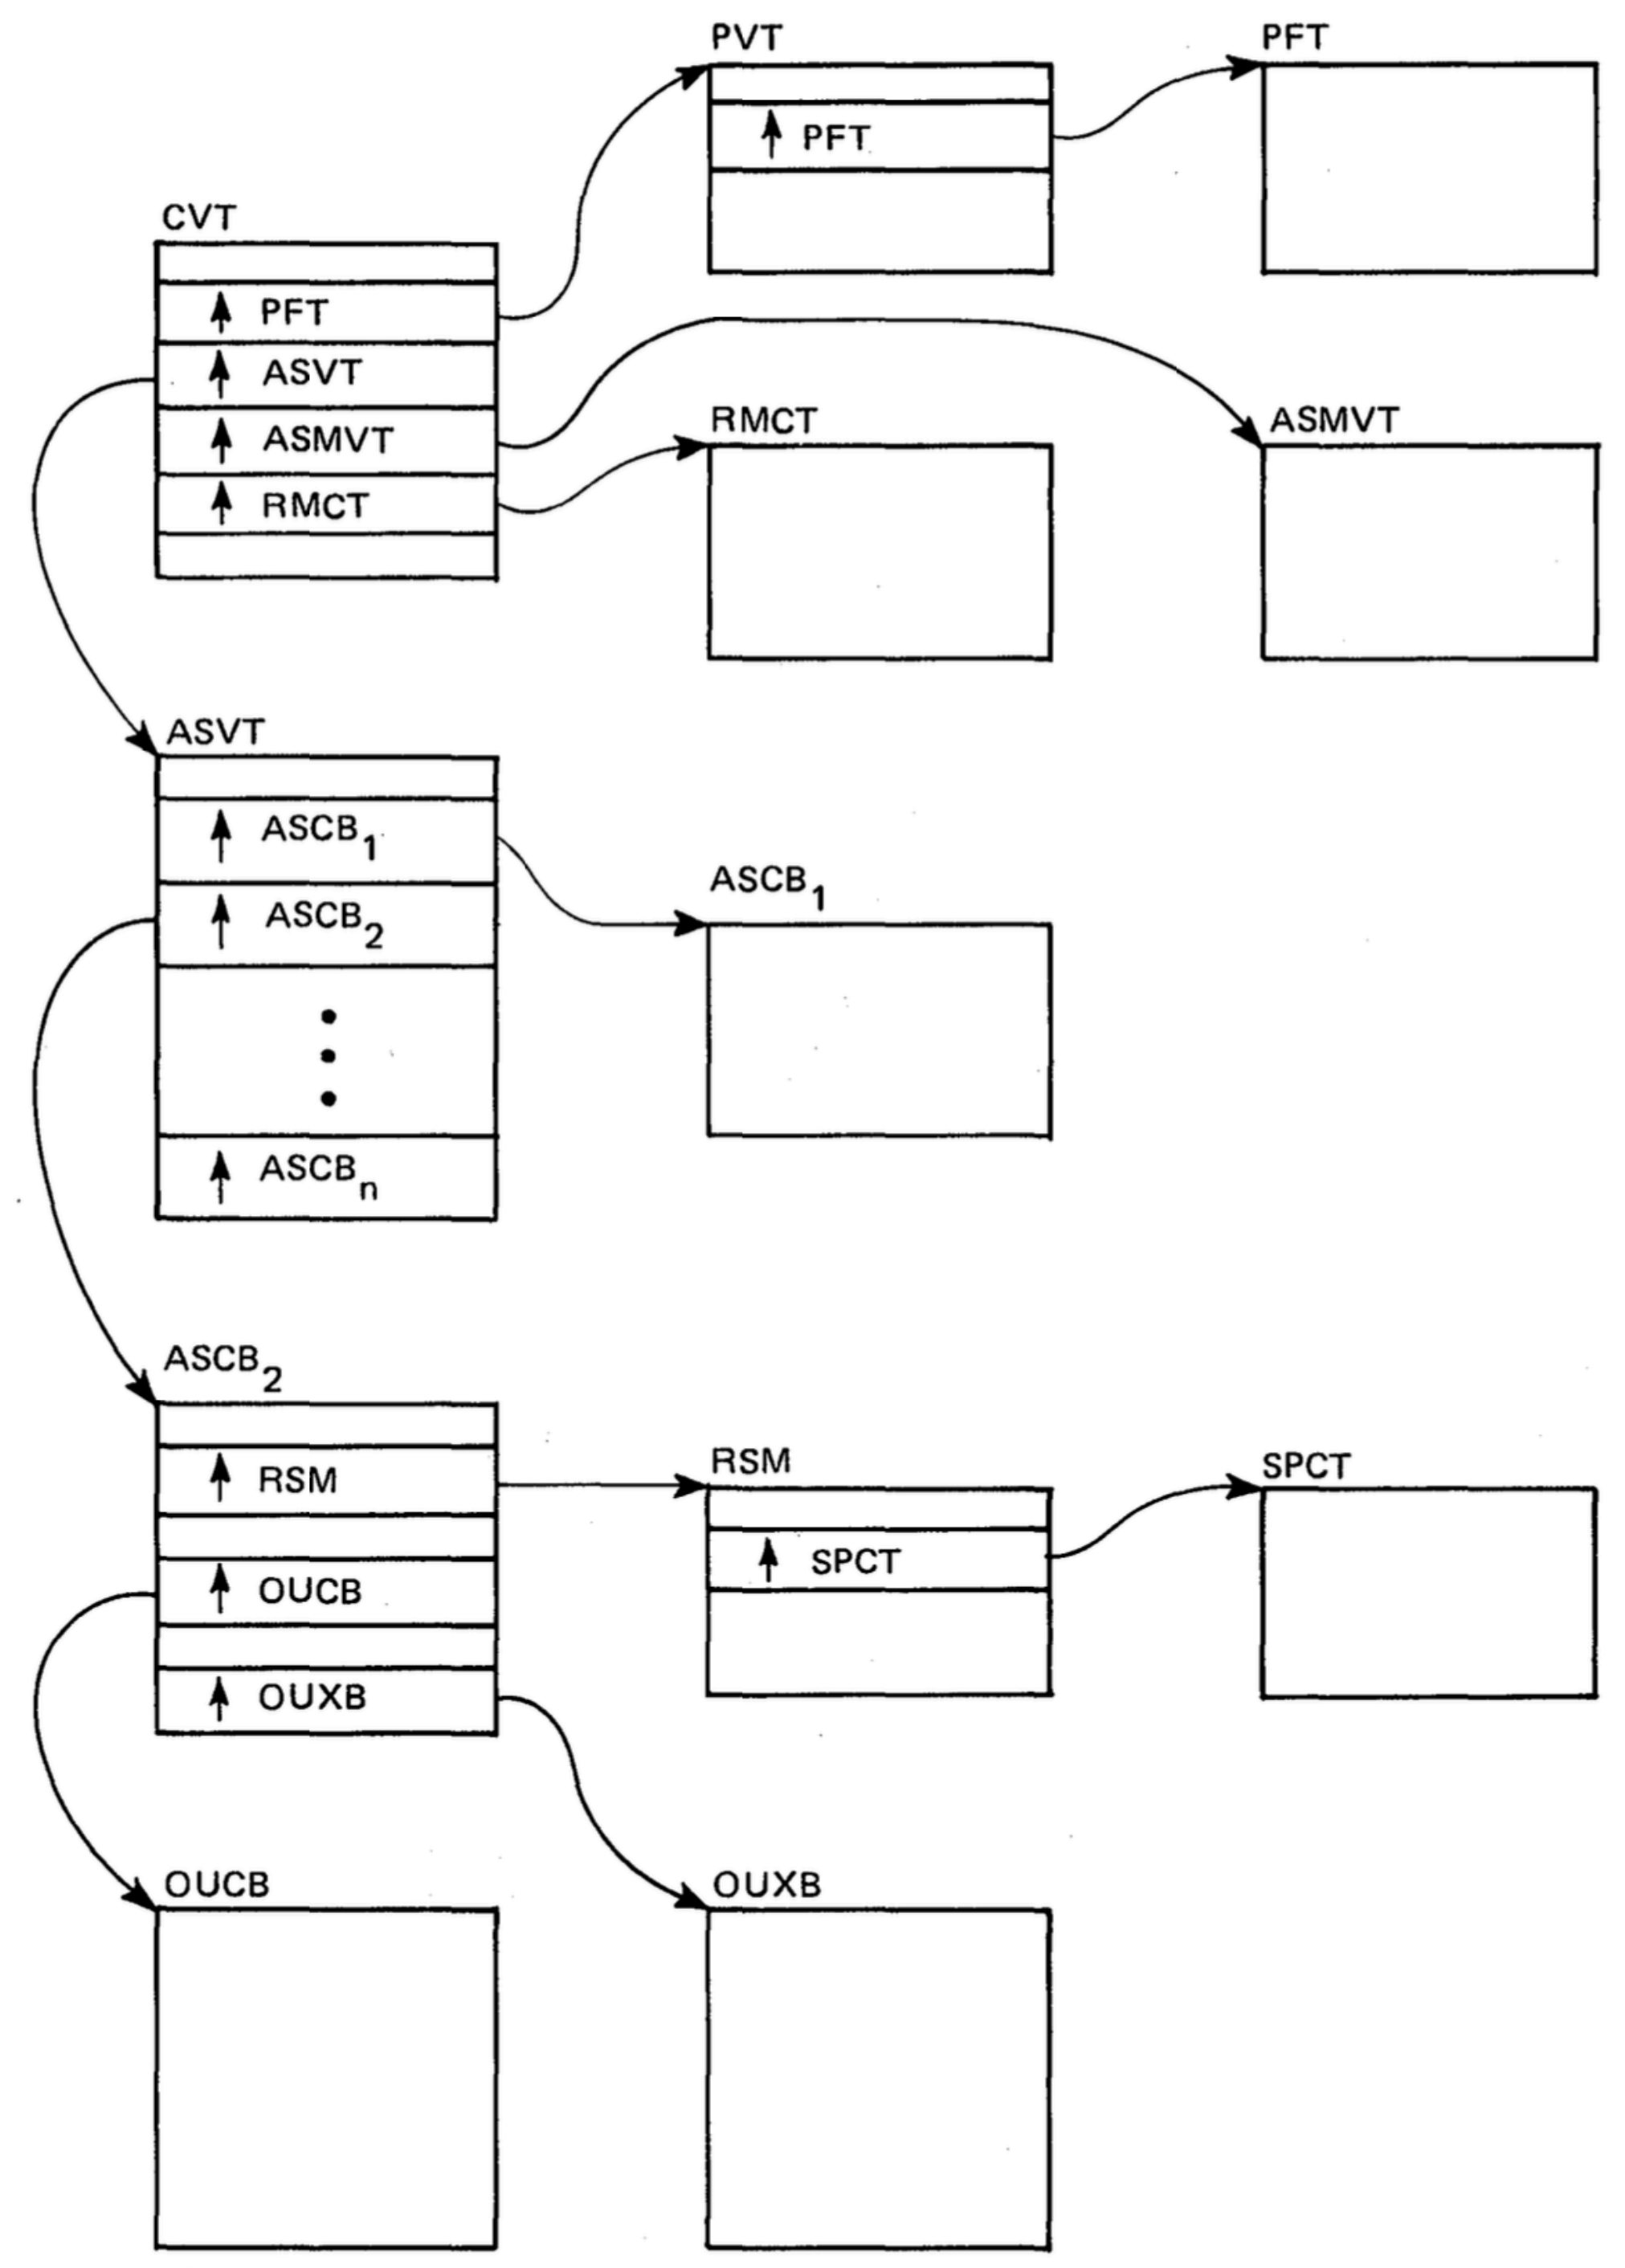 PVT
PFT
↑ PFT
CVT
↑ PFT
↑ ASVT
↑ ASMVT
↑ RMCT
RMCT
ASMVT
ASVT
↑ ASCB₁
↑ ASCB₂
•
•
•
↑ ASCBₙ
ASCB₁
ASCB₂
↑ RSM
↑ OUCB
↑ OUXB
RSM
↑ SPCT
SPCT
OUCB
OUXB